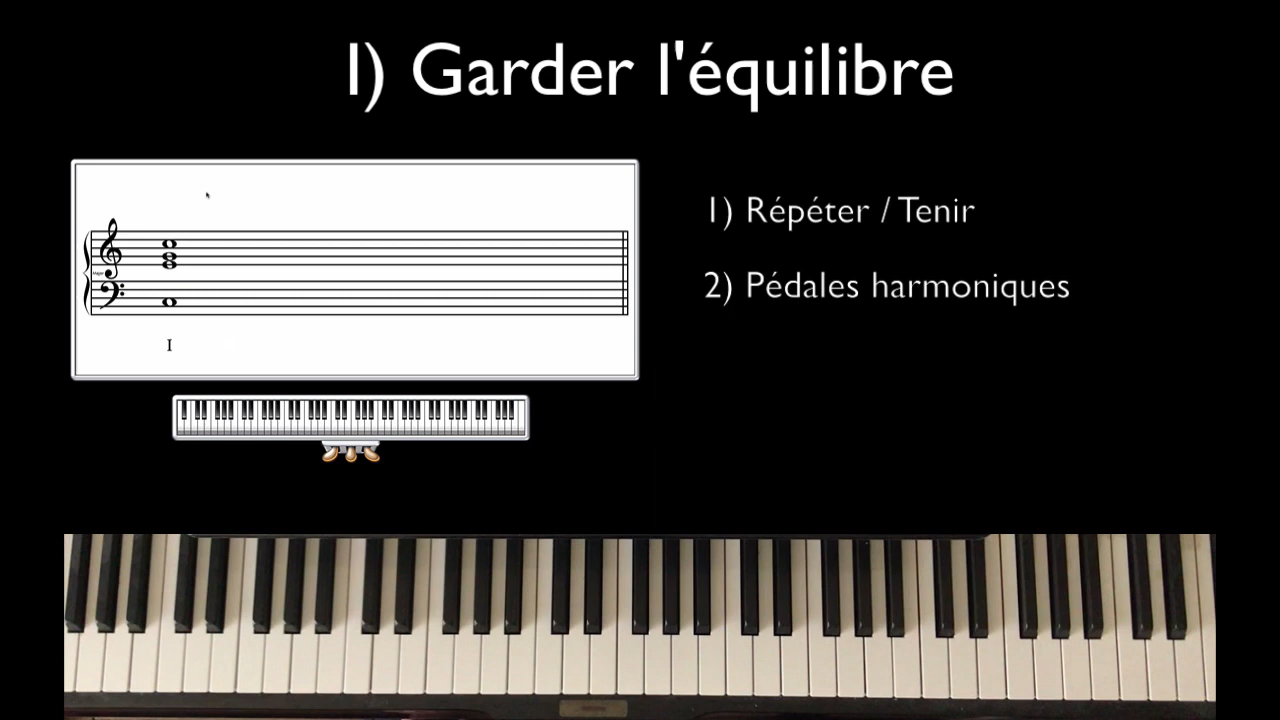 I) Garder l'équilibre
1) Répéter / Tenir
2) Pédales harmoniques
I